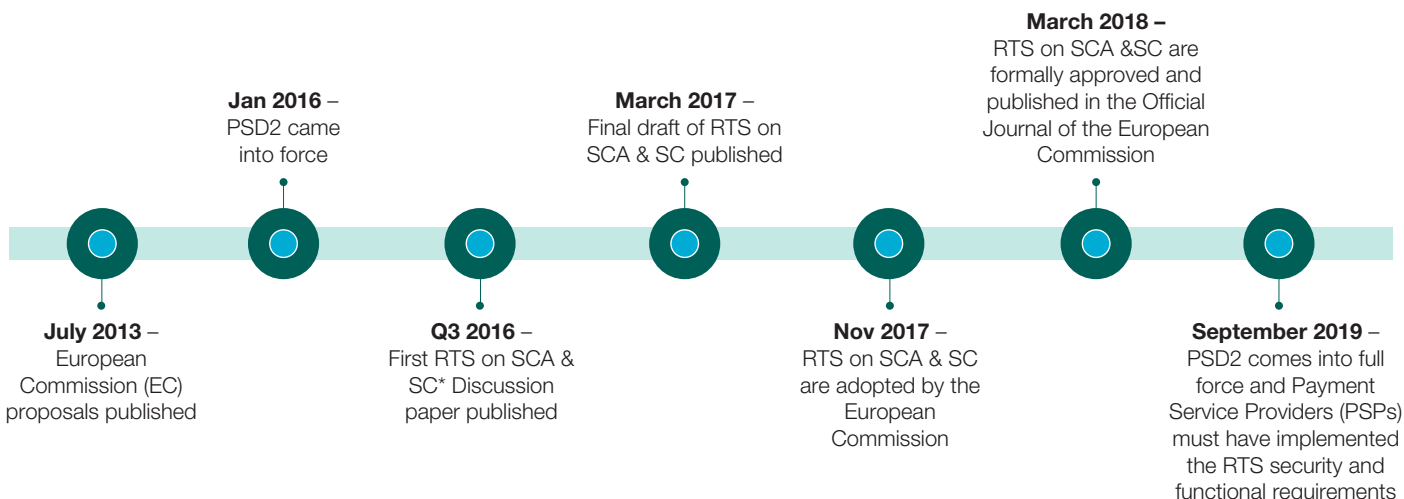 July 2013 –
European
Commission (EC)
proposals published
Jan 2016 –
PSD2 came
into force
Q3 2016 –
First RTS on SCA &
SC* Discussion
paper published
March 2017 –
Final draft of RTS on
SCA & SC published
Nov 2017 –
RTS on SCA & SC
are adopted by the
European
Commission
March 2018 –
RTS on SCA &SC are
formally approved and
published in the Official
Journal of the European
Commission
September 2019 –
PSD2 comes into full
force and Payment
Service Providers (PSPs)
must have implemented
the RTS security and
functional requirements